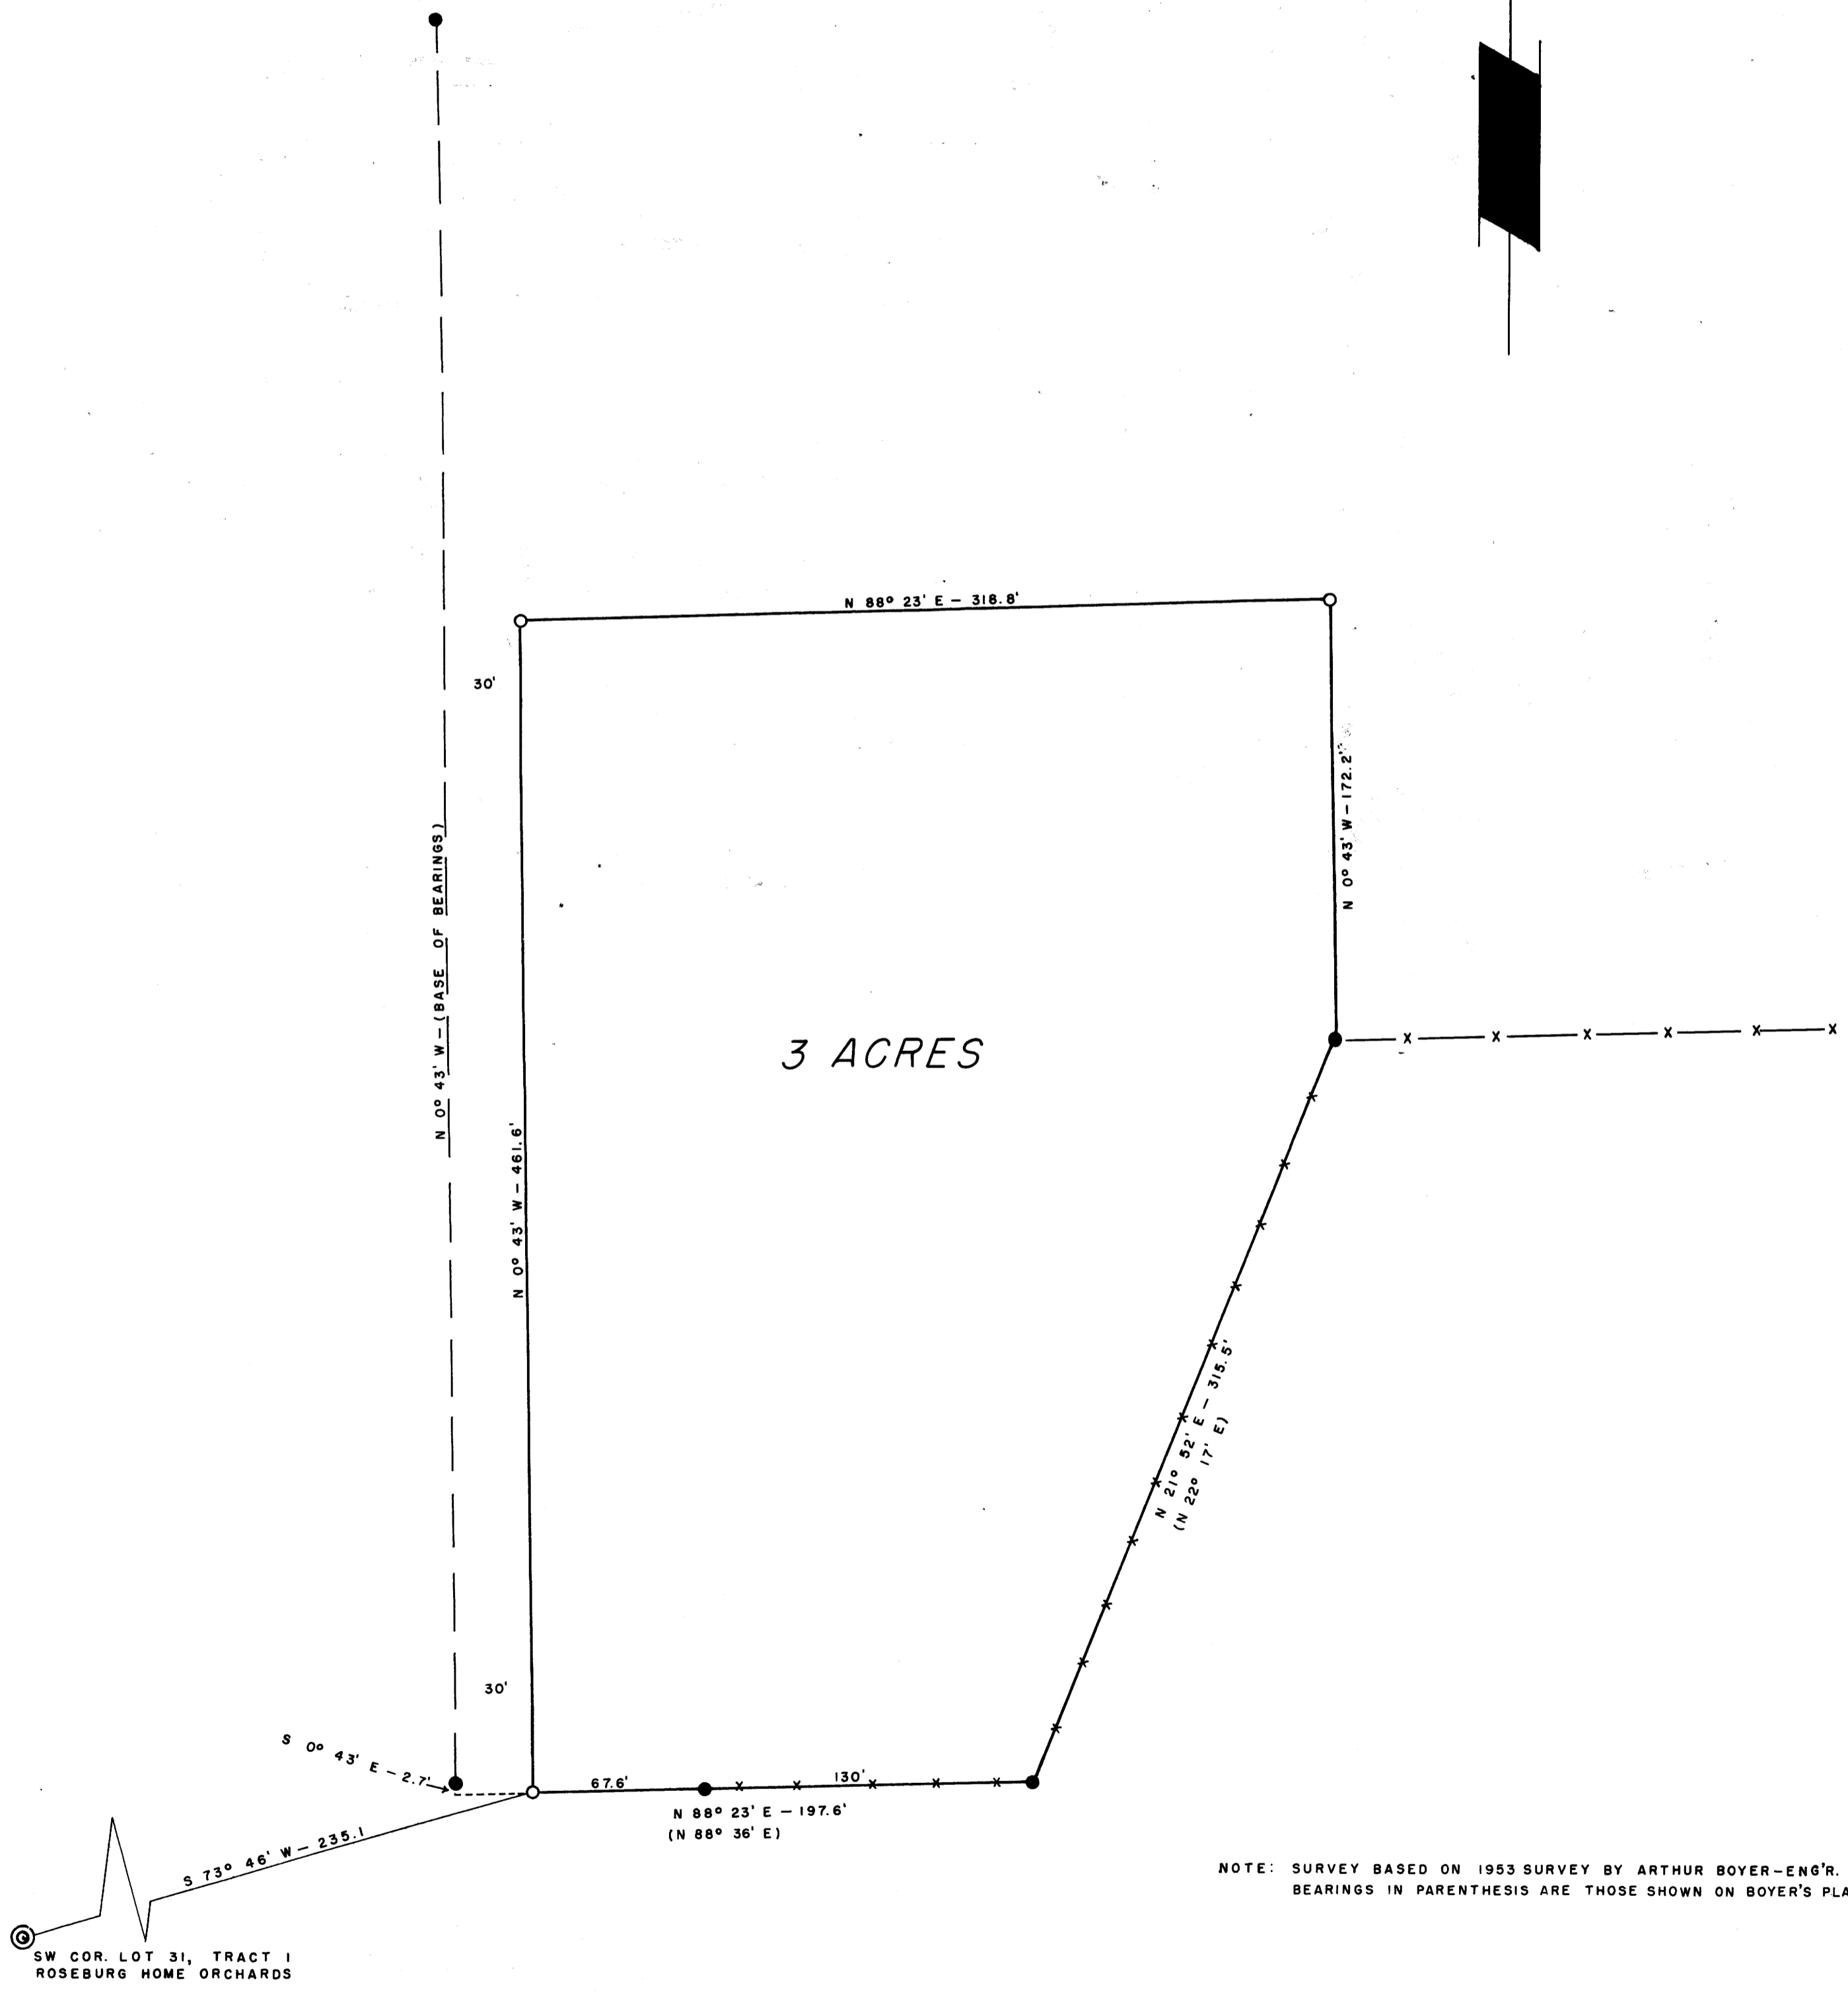 N 88° 23' E – 318.8'
30'
N 0° 43' W – 172.2'
N 0° 43' W – (BASE OF BEARINGS)
3 ACRES
N 0° 43' W – 461.6'
N 21° 52' E – 315.5'
(N 22° 17' E)
30'
S 0° 43' E – 2.7'
67.6'
130'
N 88° 23' E – 197.6'
(N 88° 36' E)
S 73° 46' W – 235.1
NOTE: SURVEY BASED ON 1953 SURVEY BY ARTHUR BOYER–ENG'R.
BEARINGS IN PARENTHESIS ARE THOSE SHOWN ON BOYER'S PLA
SW COR. LOT 31, TRACT 1
ROSEBURG HOME ORCHARDS